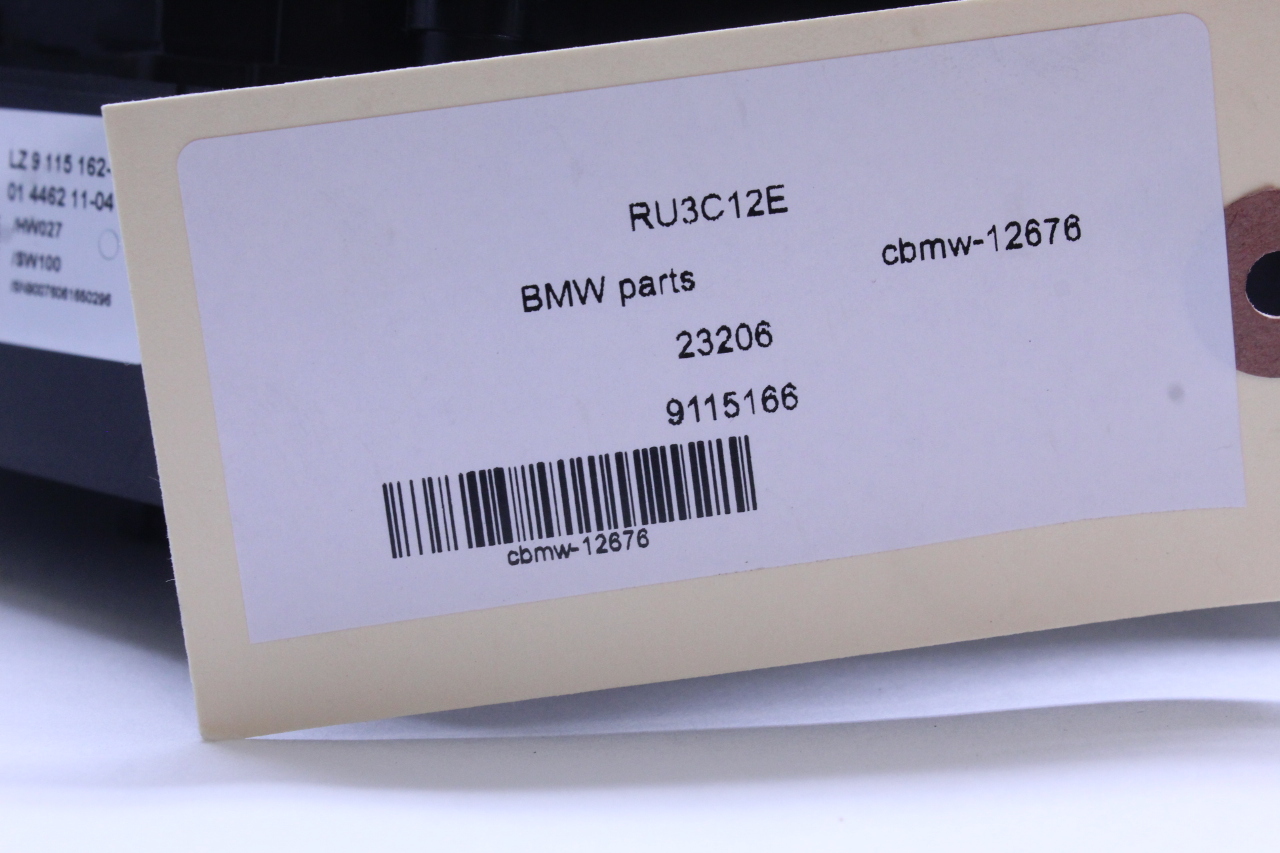 LZ 9 115 162-
01 4462 11-04
/HW027
/SW100
RU3C12E
cbmw-12676
BMW parts
23206
9115166
cbmw-12676